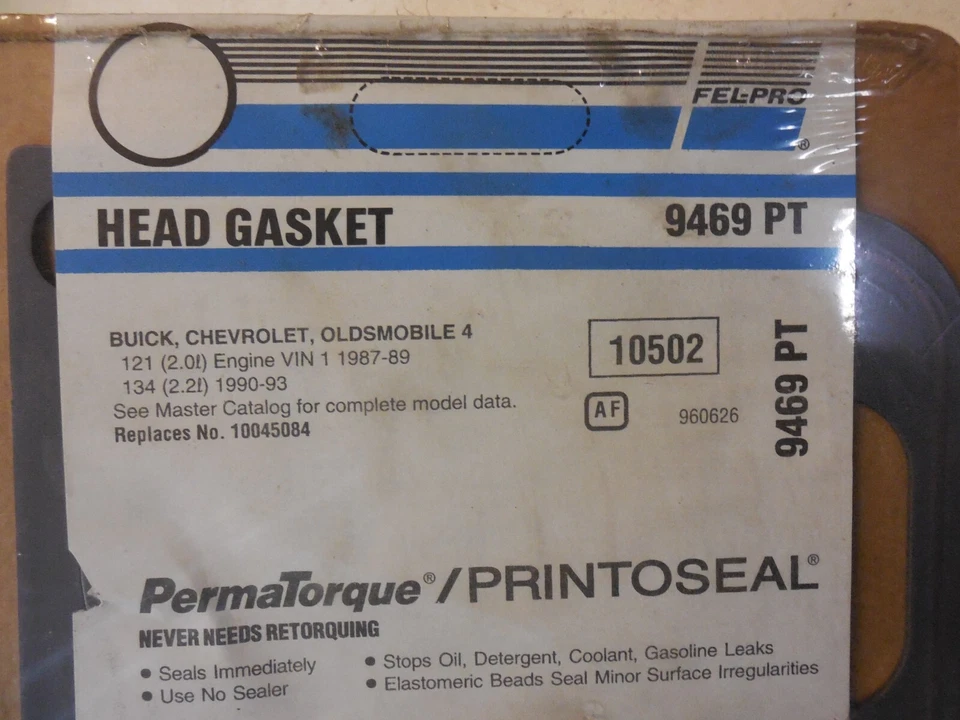 FEL-PRO®
HEAD GASKET
9469 PT
BUICK, CHEVROLET, OLDSMOBILE 4
121 (2.0ℓ) Engine VIN 1 1987-89
134 (2.2ℓ) 1990-93
See Master Catalog for complete model data.
Replaces No. 10045084
10502
AF
960626
9469 PT
PermaTorque®/PRINTOSEAL®
NEVER NEEDS RETORQUING
• Seals Immediately
• Use No Sealer
• Stops Oil, Detergent, Coolant, Gasoline Leaks
• Elastomeric Beads Seal Minor Surface Irregularities